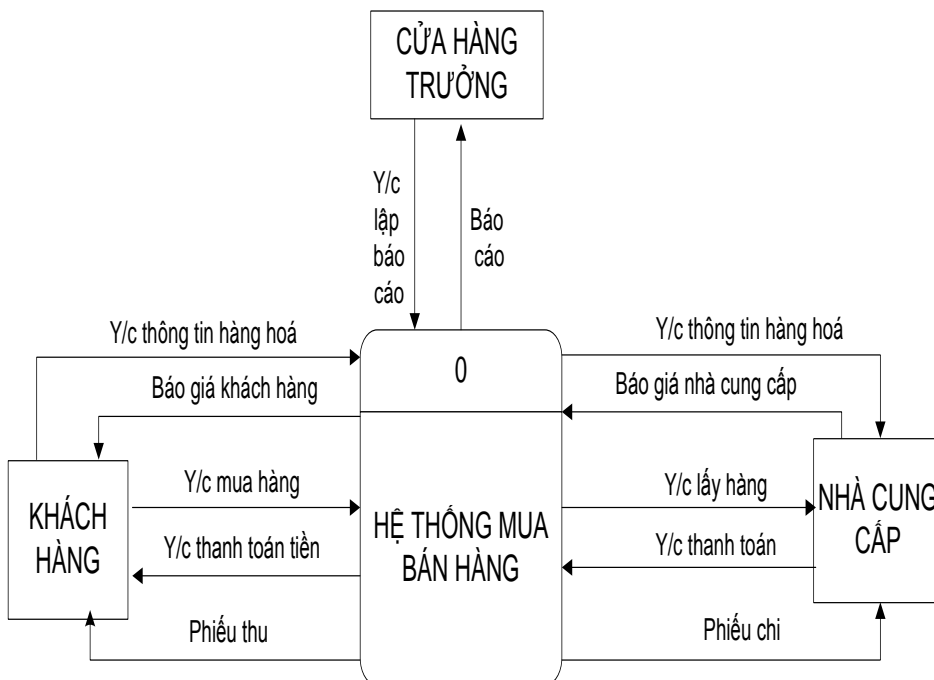 CỬA HÀNG
TRƯỞNG
Y/c
lập
báo
cáo
Báo
cáo
Y/c thông tin hàng hoá
Y/c thông tin hàng hoá
0
Báo giá khách hàng
Báo giá nhà cung cấp
KHÁCH
HÀNG
Y/c mua hàng
Y/c thanh toán tiền
HỆ THỐNG MUA
BÁN HÀNG
Y/c lấy hàng
Y/c thanh toán
NHÀ CUNG
CẤP
Phiếu thu
Phiếu chi